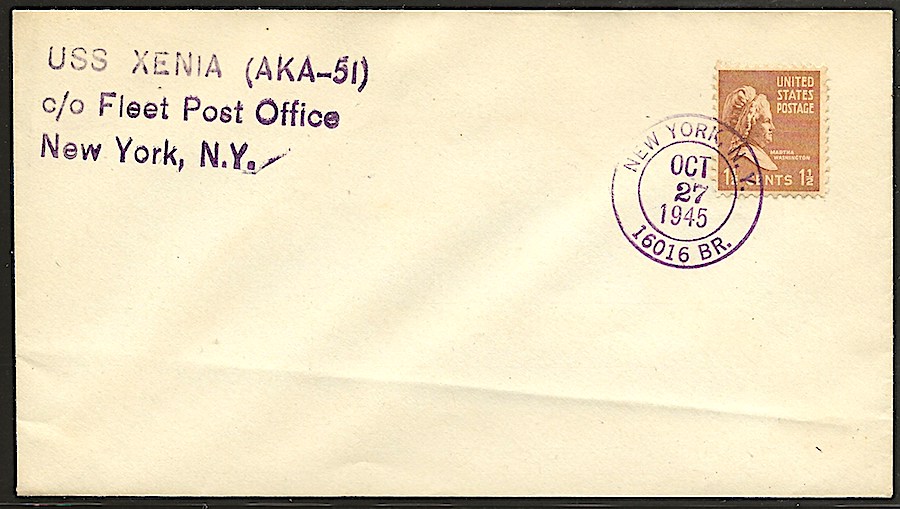 USS XENIA (AKA-51)
c/o Fleet Post Office
New York, N.Y.
UNITED
STATES
POSTAGE
MARTHA
WASHINGTON
1½ CENTS 1½
NEW YORK, N. Y.
OCT
27
1945
16016 BR.